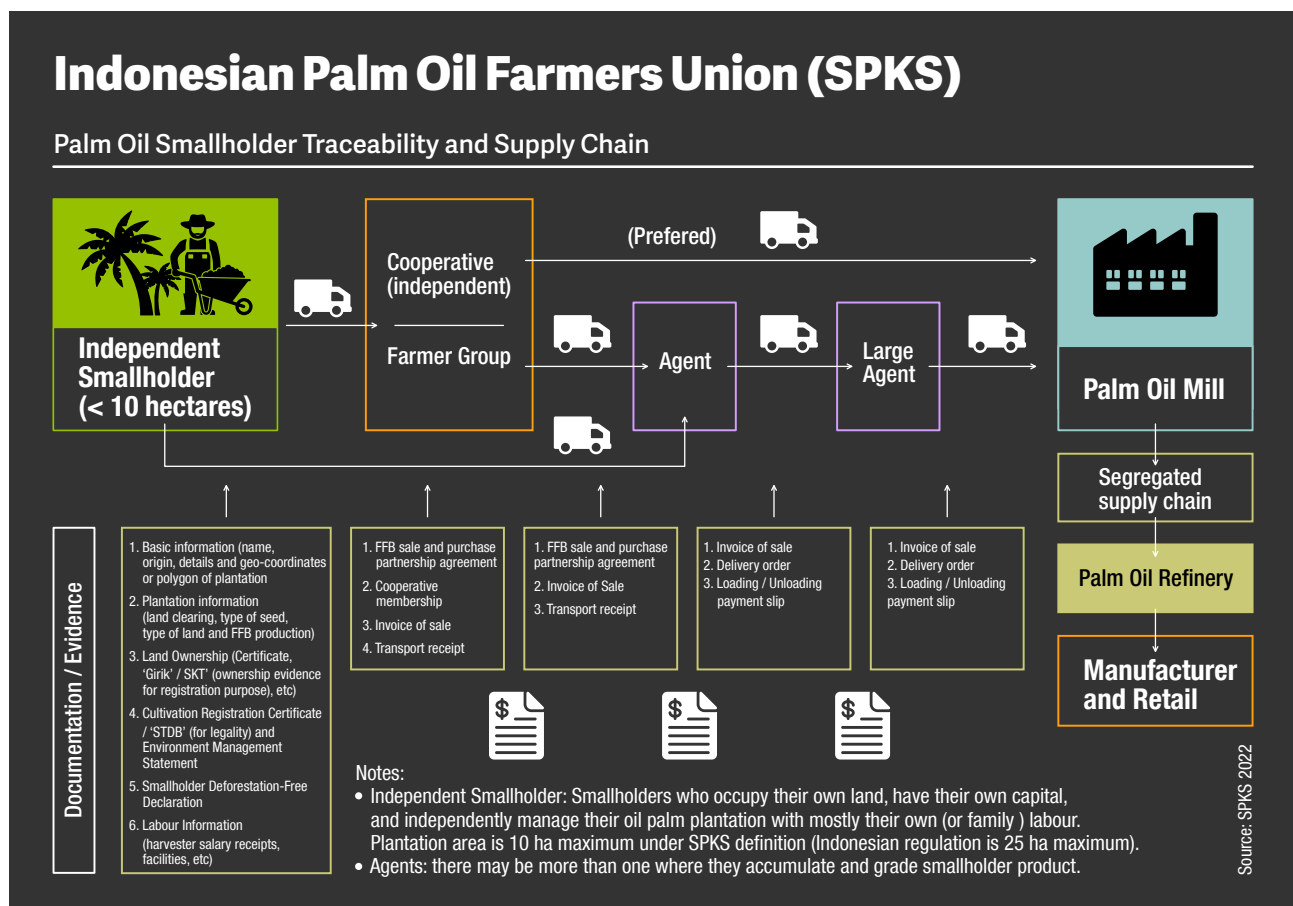 Indonesian Palm Oil Farmers Union (SPKS)
Palm Oil Smallholder Traceability and Supply Chain
Independent
Smallholder
(< 10 hectares)
Cooperative
(independent)
Farmer Group
(Prefered)
Agent
Large
Agent
Palm Oil Mill
Segregated
supply chain
Palm Oil Refinery
Manufacturer
and Retail
Documentation / Evidence
1. Basic information (name,
origin, details and geo-coordinates
or polygon of plantation
2. Plantation information
(land clearing, type of seed,
type of land and FFB production)
3. Land Ownership (Certificate,
‘Girik’ / SKT’ (ownership evidence
for registration purpose), etc)
4. Cultivation Registration Certificate
/ ‘STDB’ (for legality) and
Environment Management
Statement
5. Smallholder Deforestation-Free
Declaration
6. Labour Information
(harvester salary receipts,
facilities, etc)
1. FFB sale and purchase
partnership agreement
2. Cooperative
membership
3. Invoice of sale
4. Transport receipt
1. FFB sale and purchase
partnership agreement
2. Invoice of Sale
3. Transport receipt
1. Invoice of sale
2. Delivery order
3. Loading / Unloading
payment slip
1. Invoice of sale
2. Delivery order
3. Loading / Unloading
payment slip
$
$
$
Notes:
• Independent Smallholder: Smallholders who occupy their own land, have their own capital,
and independently manage their oil palm plantation with mostly their own (or family ) labour.
Plantation area is 10 ha maximum under SPKS definition (Indonesian regulation is 25 ha maximum).
• Agents: there may be more than one where they accumulate and grade smallholder product.
Source: SPKS 2022